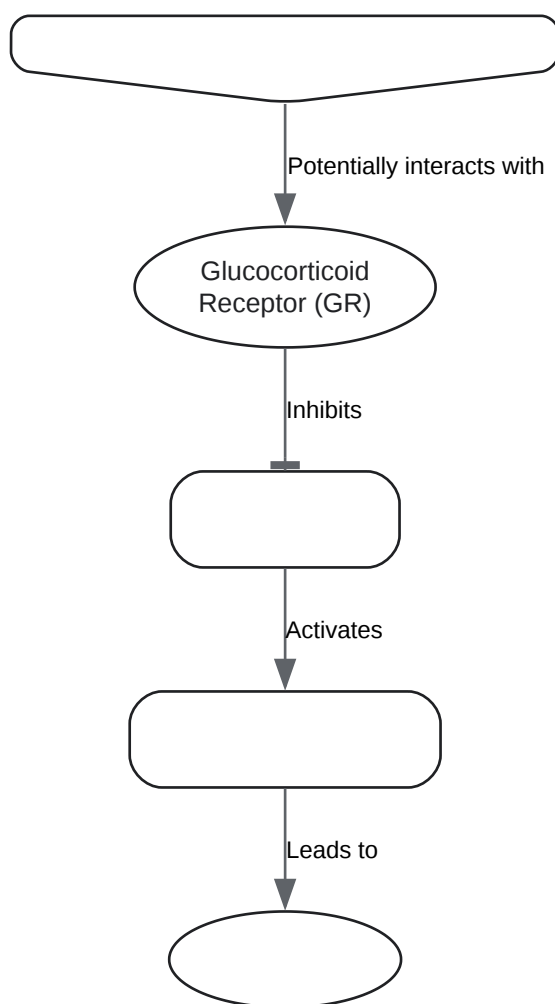 Potentially interacts with
Glucocorticoid
Receptor (GR)
Inhibits
Activates
Leads to